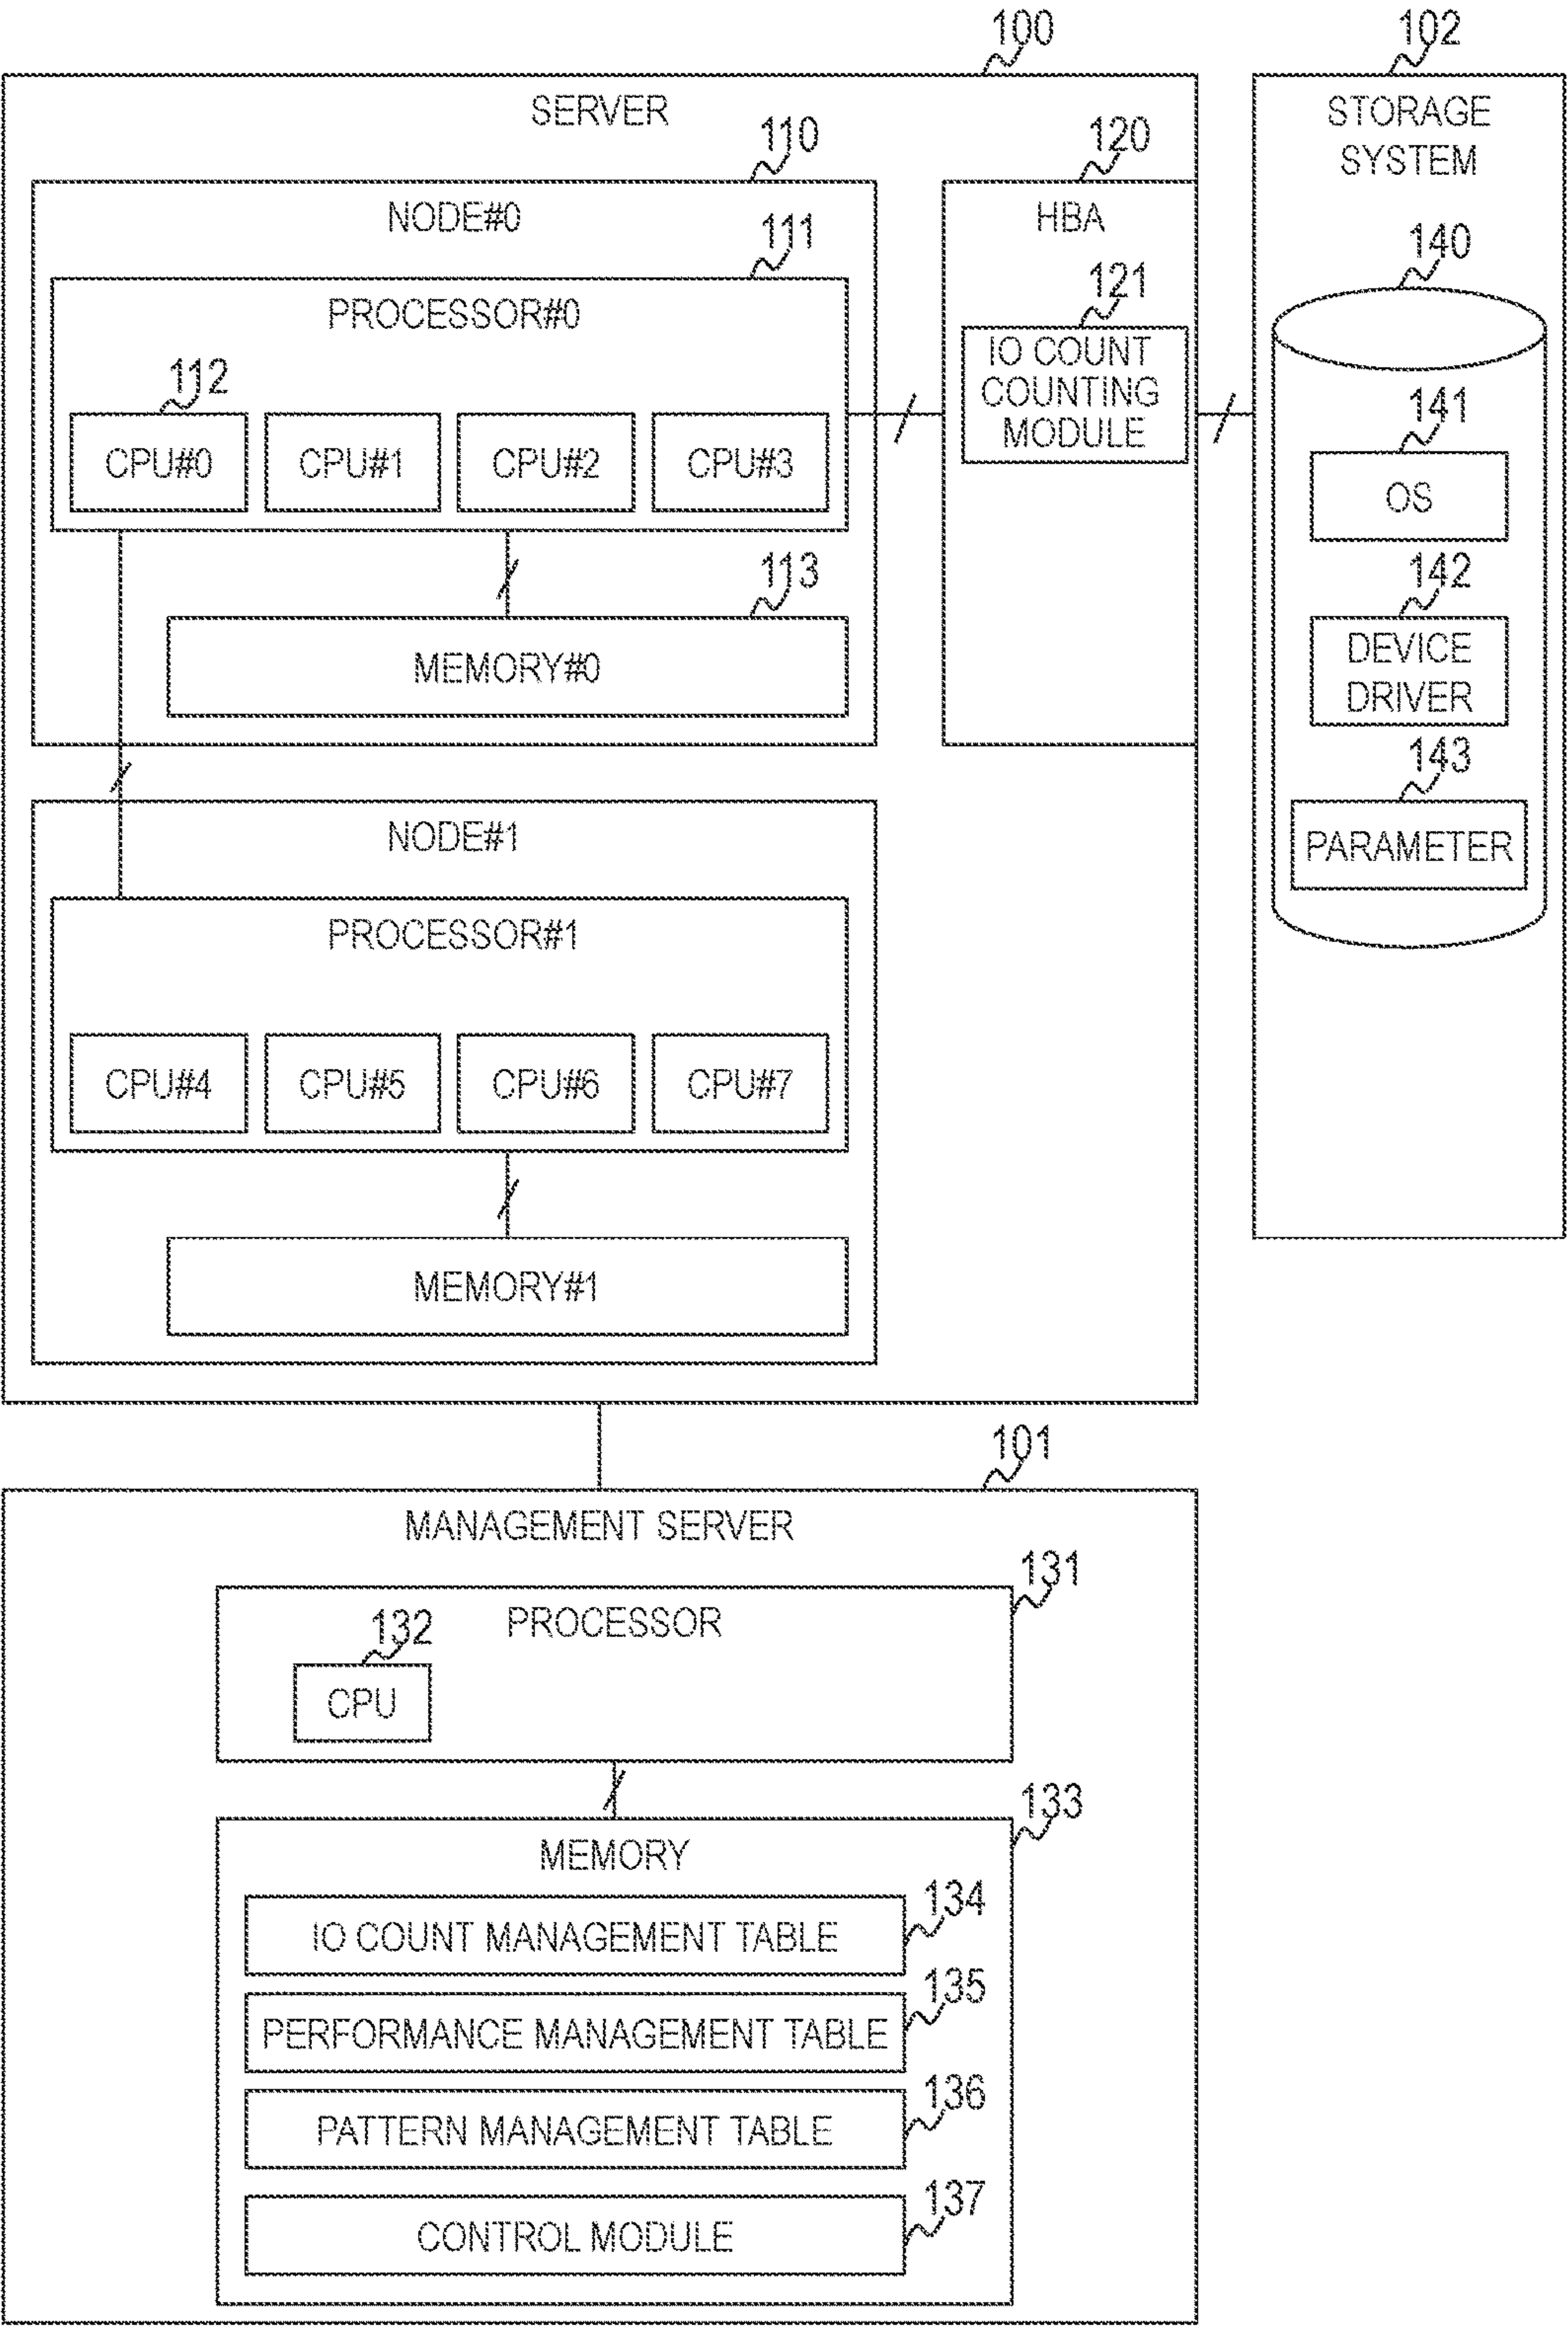 100
SERVER
110
NODE#0
111
PROCESSOR#0
112
CPU#0
CPU#1
CPU#2
CPU#3
113
MEMORY#0
120
HBA
121
IO COUNT
COUNTING
MODULE
102
STORAGE
SYSTEM
140
141
OS
142
DEVICE
DRIVER
143
PARAMETER
NODE#1
PROCESSOR#1
CPU#4
CPU#5
CPU#6
CPU#7
MEMORY#1
101
MANAGEMENT SERVER
131
PROCESSOR
132
CPU
133
MEMORY
134
IO COUNT MANAGEMENT TABLE
135
PERFORMANCE MANAGEMENT TABLE
136
PATTERN MANAGEMENT TABLE
137
CONTROL MODULE